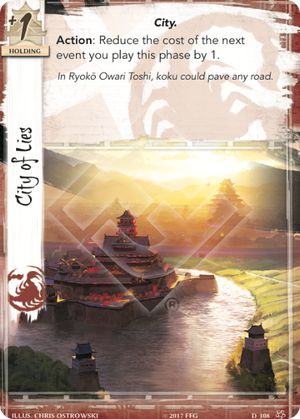 +1
HOLDING
City.
Action: Reduce the cost of the next
event you play this phase by 1.
In Ryokō Owari Toshi, koku could pave any road.
City of Lies
®
ILLUS. CHRIS OSTROWSKI
© 2017 FFG
D 108